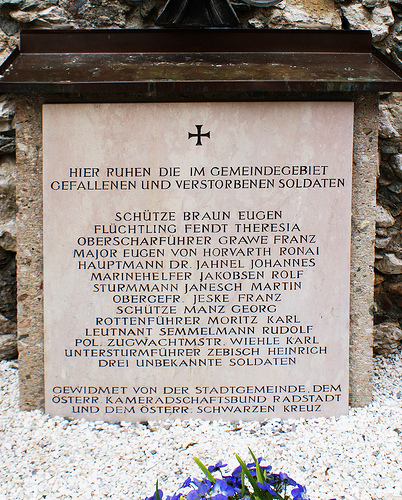 HIER RUHEN DIE IM GEMEINDEGEBIET
GEFALLENEN UND VERSTORBENEN SOLDATEN
SCHÜTZE BRAUN EUGEN
FLÜCHTLING FENDT THERESIA
OBERSCHARFÜHRER GRAWE FRANZ
MAJOR EUGEN VON HORVARTH RONAI
HAUPTMANN DR. JAHNEL JOHANNES
MARINEHELFER JAKOBSEN ROLF
STURMMANN JANESCH MARTIN
OBERGEFR. JESKE FRANZ
SCHÜTZE MANZ GEORG
ROTTENFÜHRER MORITZ KARL
LEUTNANT SEMMELMANN RUDOLF
POL. ZUGWACHTMSTR. WIEHLE KARL
UNTERSTURMFÜHRER ZEBISCH HEINRICH
DREI UNBEKANNTE SOLDATEN
GEWIDMET VON DER STADTGEMEINDE, DEM
ÖSTERR. KAMERADSCHAFTSBUND RADSTADT
UND DEM ÖSTERR. SCHWARZEN KREUZ